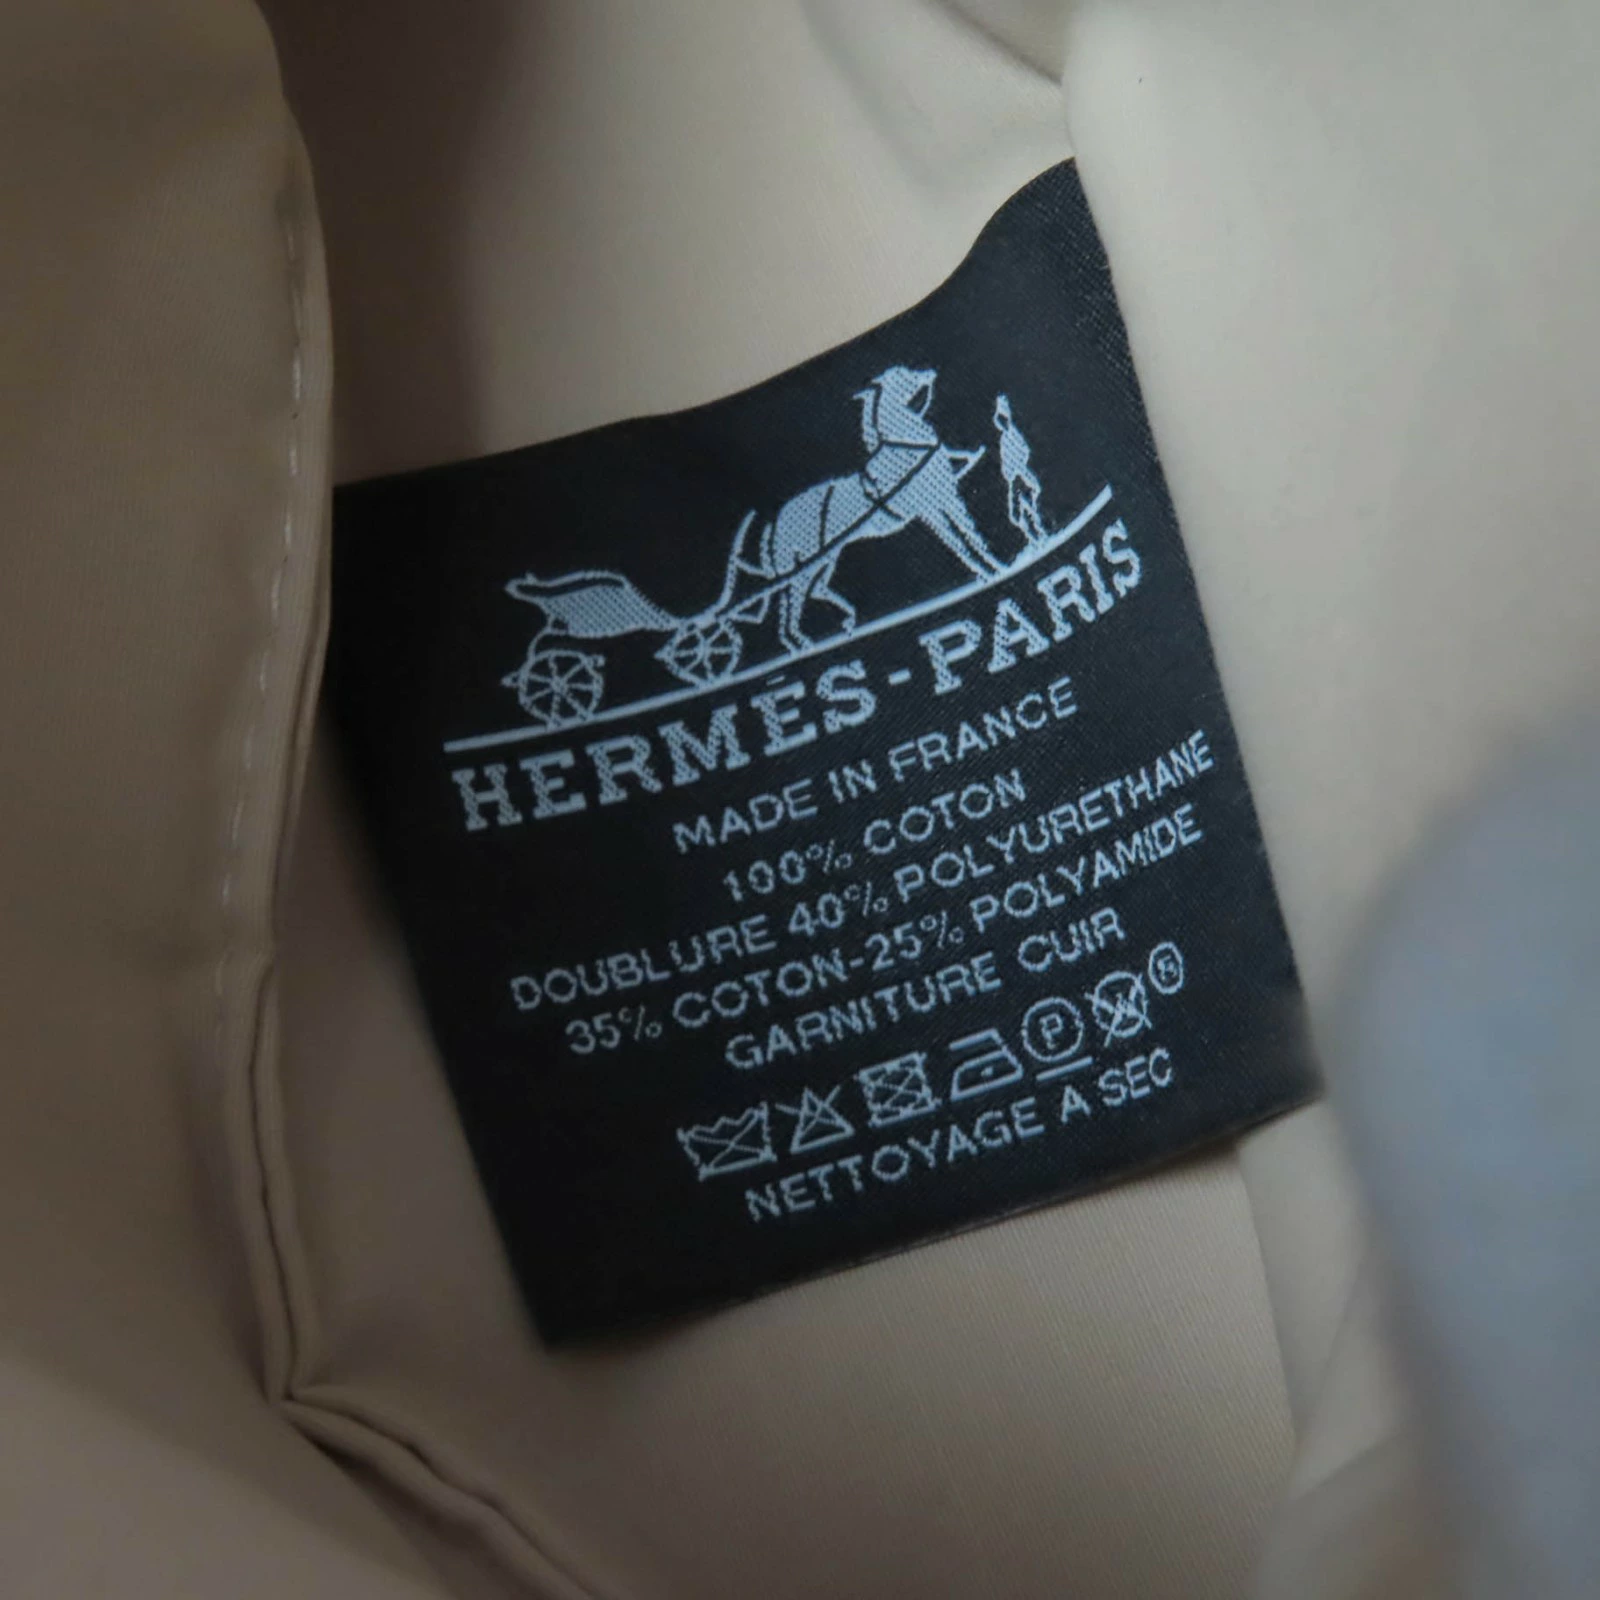 HERMÈS-PARIS
MADE IN FRANCE
100% COTON
DOUBLURE 40% POLYURETHANE
35% COTON-25% POLYAMIDE
GARNITURE CUIR
P
NETTOYAGE A SEC